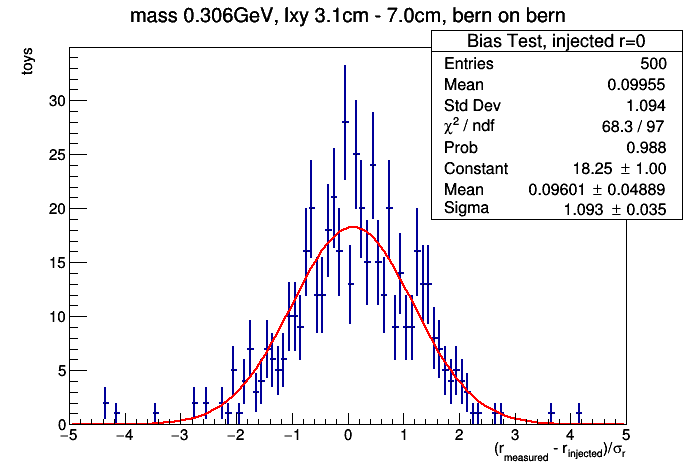 mass 0.306GeV, lxy 3.1cm - 7.0cm, bern on bern
Bias Test, injected r=0
Entries 500
Mean 0.09955
Std Dev 1.094
χ² / ndf 68.3 / 97
Prob 0.988
Constant 18.25 ± 1.00
Mean 0.09601 ± 0.04889
Sigma 1.093 ± 0.035
toys
30
25
20
15
10
5
0
−5 −4 −3 −2 −1 0 1 2 3 4 5
(r_measured - r_injected)/σ_r